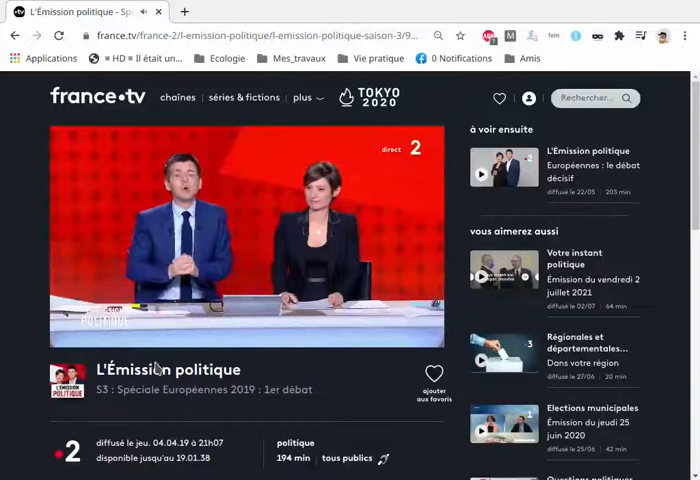 L'Émission politique - Sp
france.tv/france-2/l-emission-politique/l-emission-politique-saison-3/9...
Applications
= HD = Il était un...
Ecologie
Mes_travaux
Vie pratique
0 Notifications
Amis
france•tv
chaînes
séries & fictions
plus
TOKYO
2020
Rechercher...
direct 2
L'Émission politique
S3 : Spéciale Européennes 2019 : 1er débat
ajouter
aux favoris
2
diffusé le jeu. 04.04.19 à 21h07
disponible jusqu'au 19.01.38
politique
194 min
tous publics
à voir ensuite
L'Émission politique
Européennes : le débat
décisif
diffusé le 22/05
203 min
vous aimerez aussi
Votre instant
politique
Émission du vendredi 2
juillet 2021
diffusé le 02/07
64 min
Régionales et
départementales...
Dans votre région
diffusé le 27/06
20 min
Elections municipales
Émission du jeudi 25
juin 2020
diffusé le 25/06
42 min